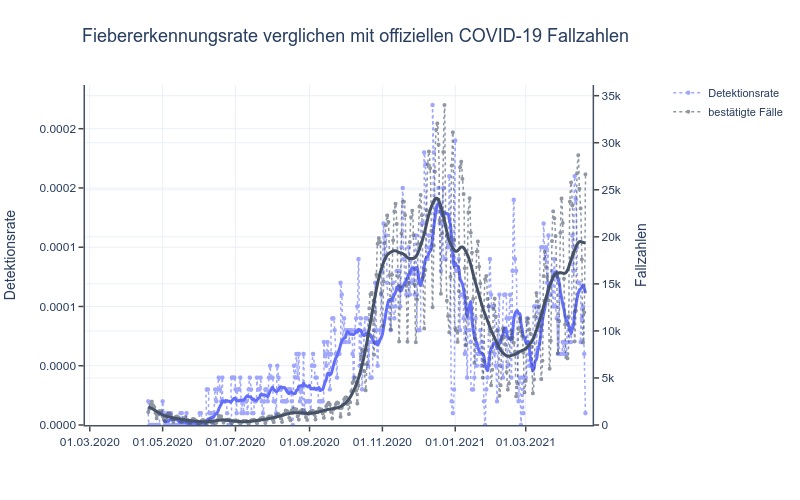 Fiebererkennungsrate verglichen mit offiziellen COVID-19 Fallzahlen
Detektionsrate
bestätigte Fälle
0.0002
0.0002
0.0001
0.0001
0.0000
0.0000
Detektionsrate
35k
30k
25k
20k
15k
10k
5k
0
Fallzahlen
01.03.2020
01.05.2020
01.07.2020
01.09.2020
01.11.2020
01.01.2021
01.03.2021